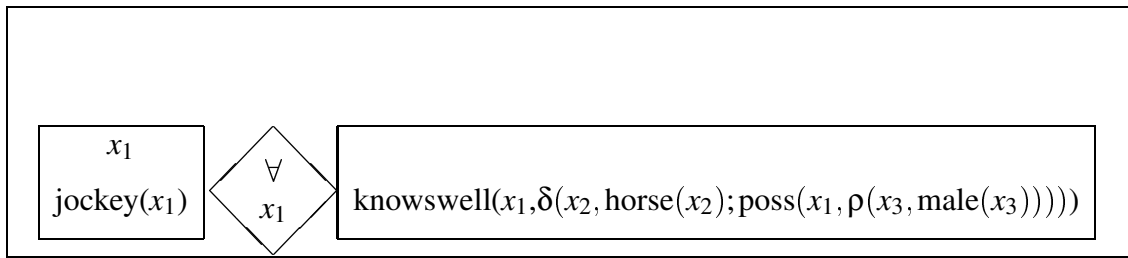 x₁
jockey(x₁)
∀
x₁
knowswell(x₁,δ(x₂,horse(x₂);poss(x₁,ρ(x₃,male(x₃)))))